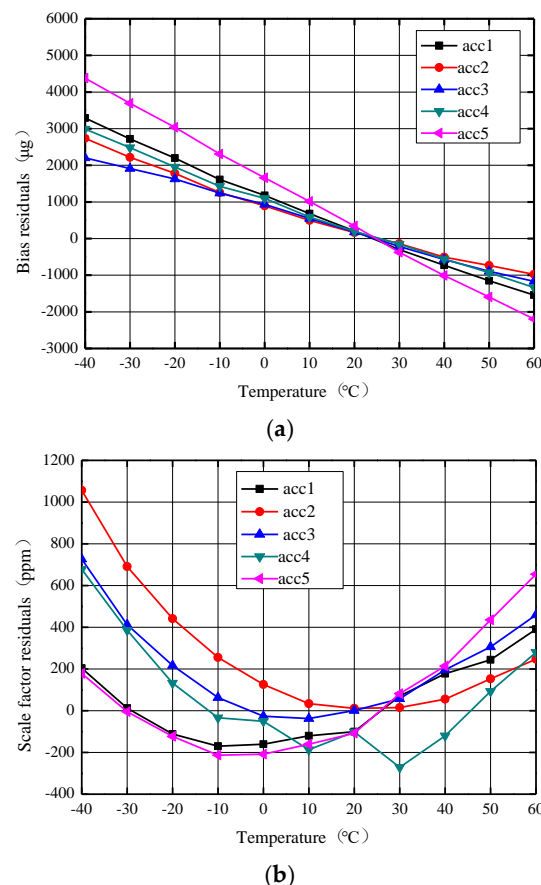 6000
5000
4000
3000
2000
1000
0
-1000
-2000
-3000
Bias residuals (μg)
acc1
acc2
acc3
acc4
acc5
-40 -30 -20 -10 0 10 20 30 40 50 60
Temperature (°C)
(a)
1200
1000
800
600
400
200
0
-200
-400
Scale factor residuals (ppm)
acc1
acc2
acc3
acc4
acc5
-40 -30 -20 -10 0 10 20 30 40 50 60
Temperature (°C)
(b)